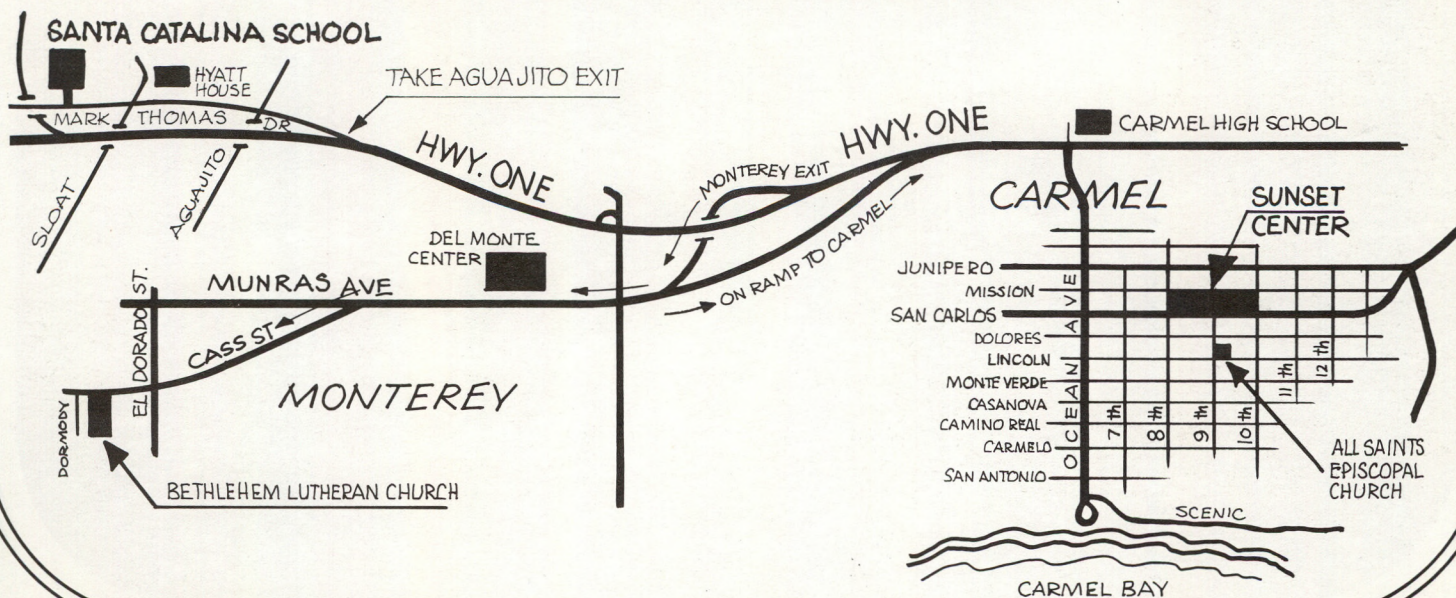 SANTA CATALINA SCHOOL
HYATT
HOUSE
TAKE AGUAJITO EXIT
MARK THOMAS DR
SLOAT
AGUAJITO
HWY. ONE
MONTEREY EXIT
HWY. ONE
CARMEL HIGH SCHOOL
DEL MONTE
CENTER
ON RAMP TO CARMEL
MUNRAS AVE
CASS ST
EL DORADO ST.
MONTEREY
DORMODY
BETHLEHEM LUTHERAN CHURCH
CARMEL
SUNSET
CENTER
JUNIPERO
MISSION
SAN CARLOS
DOLORES
LINCOLN
MONTE VERDE
CASANOVA
CAMINO REAL
CARMELO
SAN ANTONIO
OCEAN AVE
7th
8th
9th
10th
11th
12th
ALL SAINTS
EPISCOPAL
CHURCH
SCENIC
CARMEL BAY